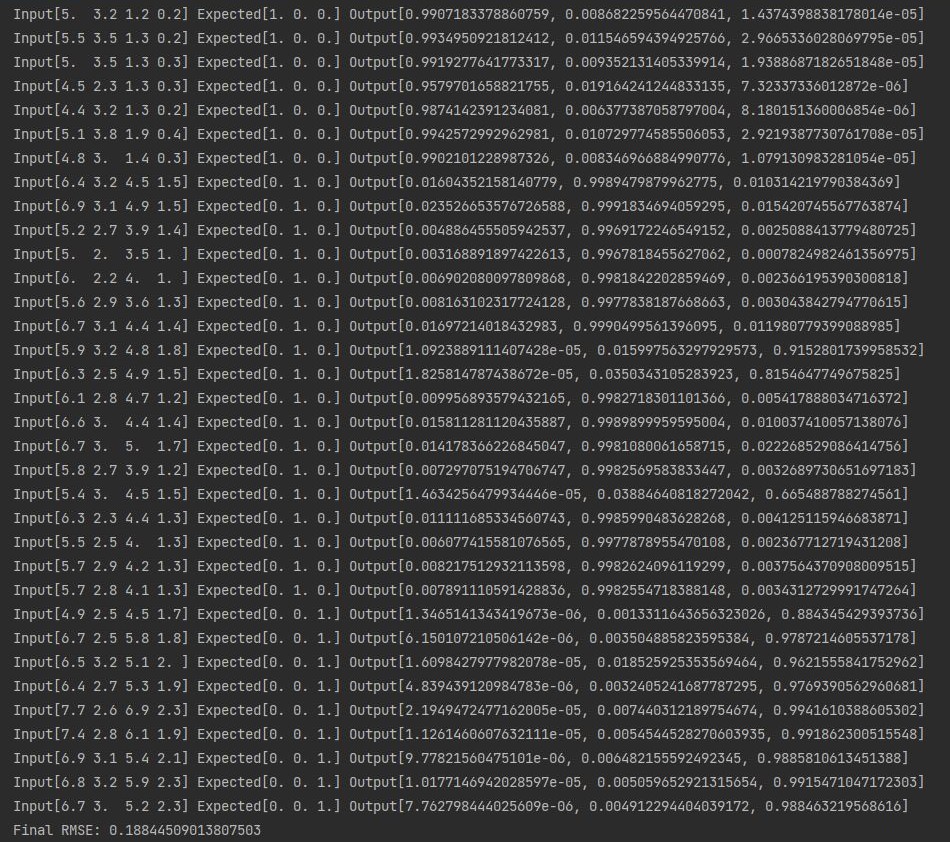 Input[5.  3.2 1.2 0.2] Expected[1. 0. 0.] Output[0.9907183378860759, 0.008682259564470841, 1.4374398838178014e-05]
Input[5.5 3.5 1.3 0.2] Expected[1. 0. 0.] Output[0.9934950921812412, 0.011546594394925766, 2.9665336028069795e-05]
Input[5.  3.5 1.3 0.3] Expected[1. 0. 0.] Output[0.99192776417733​17, 0.009352131405339914, 1.9388687182651848e-05]
Input[4.5 2.3 1.3 0.3] Expected[1. 0. 0.] Output[0.9579701658821755, 0.019164241244833135, 7.32337336012872e-06]
Input[4.4 3.2 1.3 0.2] Expected[1. 0. 0.] Output[0.9874142391234081, 0.006377387058797004, 8.180151360006854e-06]
Input[5.1 3.8 1.9 0.4] Expected[1. 0. 0.] Output[0.9942572992962981, 0.010729774585506053, 2.9219387730761708e-05]
Input[4.8 3.  1.4 0.3] Expected[1. 0. 0.] Output[0.9902101228987326, 0.008346966884990776, 1.079130983281054e-05]
Input[6.4 3.2 4.5 1.5] Expected[0. 1. 0.] Output[0.01604352158140779, 0.9989479879962775, 0.010314219790384369]
Input[6.9 3.1 4.9 1.5] Expected[0. 1. 0.] Output[0.023526653576726588, 0.9991834694059295, 0.015420745567763874]
Input[5.2 2.7 3.9 1.4] Expected[0. 1. 0.] Output[0.004886455505942537, 0.9969172246549152, 0.0025088413779480725]
Input[5.  2.  3.5 1. ] Expected[0. 1. 0.] Output[0.003168891897422613, 0.9967818455627062, 0.0007824982461356975]
Input[6.  2.2 4.  1. ] Expected[0. 1. 0.] Output[0.006902080097809868, 0.9981842202859469, 0.002366195390300818]
Input[5.6 2.9 3.6 1.3] Expected[0. 1. 0.] Output[0.008163102317724128, 0.9977838187668663, 0.003043842794770615]
Input[6.7 3.1 4.4 1.4] Expected[0. 1. 0.] Output[0.01697214018432983, 0.9990499561396095, 0.011980779399088985]
Input[5.9 3.2 4.8 1.8] Expected[0. 1. 0.] Output[1.0923889111407428e-05, 0.015997563297929573, 0.9152801739958532]
Input[6.3 2.5 4.9 1.5] Expected[0. 1. 0.] Output[1.825814787438672e-05, 0.0350343105283923, 0.8154647749675825]
Input[6.1 2.8 4.7 1.2] Expected[0. 1. 0.] Output[0.009956893579432165, 0.9982718301101366, 0.005417888034716372]
Input[6.6 3.  4.4 1.4] Expected[0. 1. 0.] Output[0.015811281120435887, 0.9989899959595004, 0.010037410057138076]
Input[6.7 3.  5.  1.7] Expected[0. 1. 0.] Output[0.014178366226845047, 0.9981080061658715, 0.022268529086414756]
Input[5.8 2.7 3.9 1.2] Expected[0. 1. 0.] Output[0.007297075194706747, 0.9982569583833447, 0.0032689730651697183]
Input[5.4 3.  4.5 1.5] Expected[0. 1. 0.] Output[1.4634256479934446e-05, 0.03884640818272042, 0.665488788274561]
Input[6.3 2.3 4.4 1.3] Expected[0. 1. 0.] Output[0.011111685334560743, 0.9985990483628268, 0.004125115946683871]
Input[5.5 2.5 4.  1.3] Expected[0. 1. 0.] Output[0.006077415581076565, 0.9977878955470108, 0.002367712719431208]
Input[5.7 2.9 4.2 1.3] Expected[0. 1. 0.] Output[0.008217512932113598, 0.9982624096119299, 0.0037564370908009515]
Input[5.7 2.8 4.1 1.3] Expected[0. 1. 0.] Output[0.007891110591428836, 0.9982554718388148, 0.0034312729991747264]
Input[4.9 2.5 4.5 1.7] Expected[0. 0. 1.] Output[1.3465141343419673e-06, 0.0013311643656323026, 0.884345429393736]
Input[6.7 2.5 5.8 1.8] Expected[0. 0. 1.] Output[6.150107210506142e-06, 0.003504885823595384, 0.9787214605537178]
Input[6.5 3.2 5.1 2. ] Expected[0. 0. 1.] Output[1.6098427977982078e-05, 0.018525925353569464, 0.9621555841752962]
Input[6.4 2.7 5.3 1.9] Expected[0. 0. 1.] Output[4.839439120984783e-06, 0.0032405241687787295, 0.9769390562960681]
Input[7.7 2.6 6.9 2.3] Expected[0. 0. 1.] Output[2.1949472477162005e-05, 0.007440312189754674, 0.9941610388605302]
Input[7.4 2.8 6.1 1.9] Expected[0. 0. 1.] Output[1.1261460607632111e-05, 0.0054544528270603935, 0.991862300515548]
Input[6.9 3.1 5.4 2.1] Expected[0. 0. 1.] Output[9.77821560475101e-06, 0.006482155592492345, 0.9885810613451388]
Input[6.8 3.2 5.9 2.3] Expected[0. 0. 1.] Output[1.0177146942028597e-05, 0.005059652921315654, 0.9915471047172303]
Input[6.7 3.  5.2 2.3] Expected[0. 0. 1.] Output[7.762798444025609e-06, 0.004912294404039172, 0.988463219568616]
Final RMSE: 0.18844509013807503